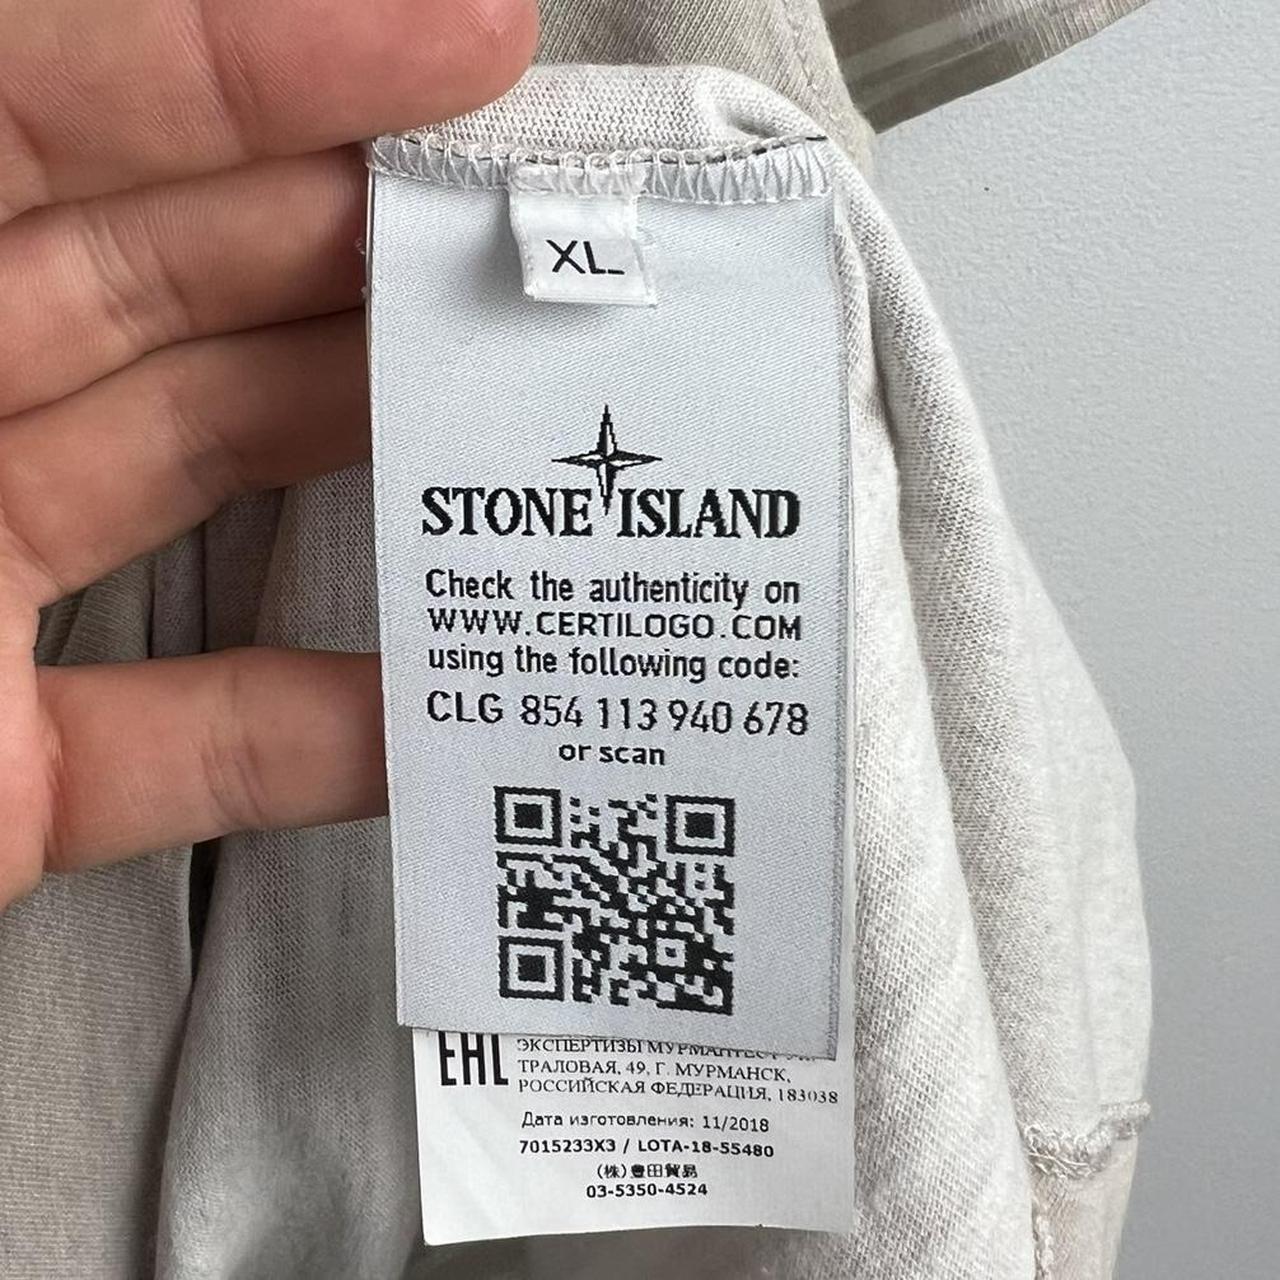 XL
STONE ISLAND
Check the authenticity on
WWW.CERTILOGO.COM
using the following code:
CLG 854 113 940 678
or scan
EAC
ЭКСПЕРТИЗЫ
ТРАЛОВАЯ, 49, Г. МУРМАНСК,
РОССИЙСКАЯ ФЕДЕРАЦИЯ, 183038
Дата изготовления: 11/2018
7015233X3 / LOTA-18-55480
(株)豊田貿易
03-5350-4524